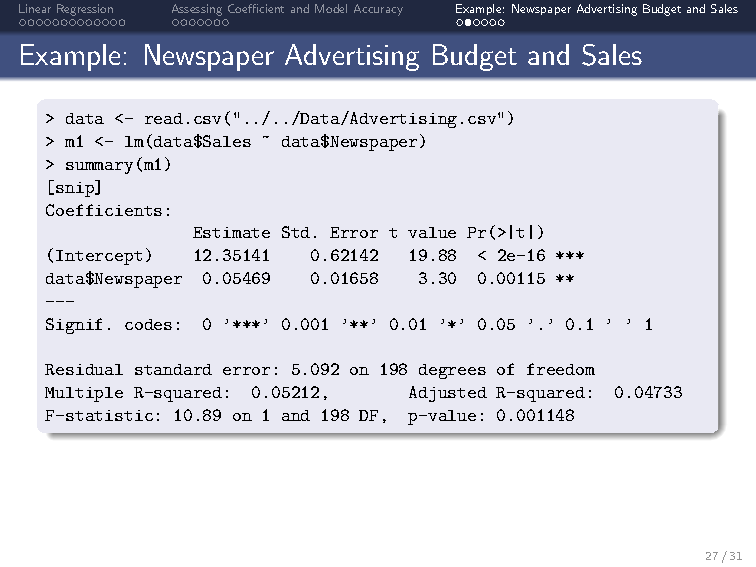 Linear Regression
Assessing Coefficient and Model Accuracy
Example: Newspaper Advertising Budget and Sales
Example: Newspaper Advertising Budget and Sales
> data <- read.csv("../../Data/Advertising.csv")
> m1 <- lm(data$Sales ~ data$Newspaper)
> summary(m1)
[snip]
Coefficients:
Estimate Std. Error t value Pr(>|t|)
(Intercept) 12.35141 0.62142 19.88 < 2e-16 ***
data$Newspaper 0.05469 0.01658 3.30 0.00115 **
---
Signif. codes: 0 '***' 0.001 '**' 0.01 '*' 0.05 '.' 0.1 ' ' 1
Residual standard error: 5.092 on 198 degrees of freedom
Multiple R-squared: 0.05212, Adjusted R-squared: 0.04733
F-statistic: 10.89 on 1 and 198 DF, p-value: 0.001148
27 / 31